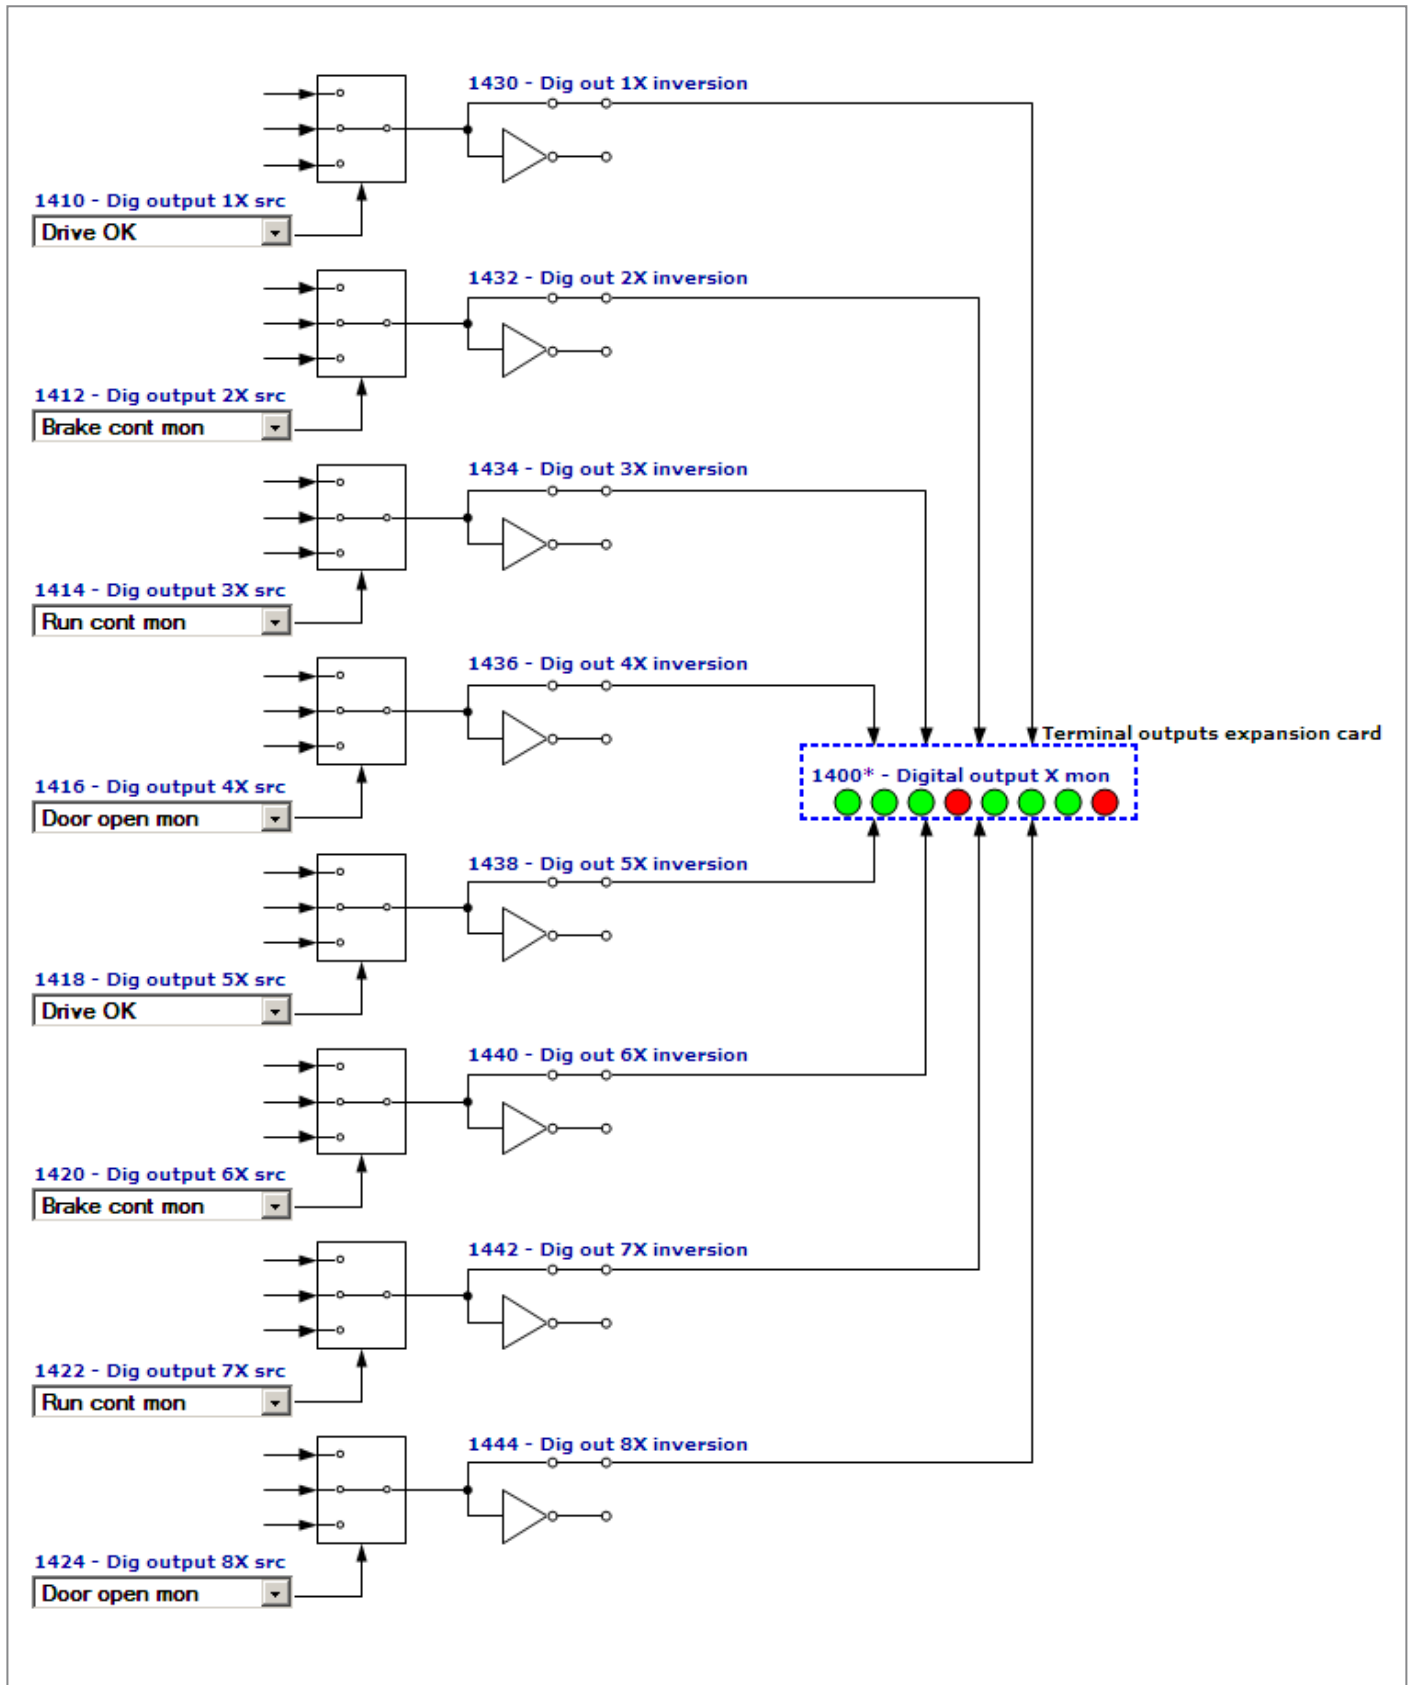 1430 - Dig out 1X inversion
1410 - Dig output 1X src
Drive OK
1432 - Dig out 2X inversion
1412 - Dig output 2X src
Brake cont mon
1434 - Dig out 3X inversion
1414 - Dig output 3X src
Run cont mon
1436 - Dig out 4X inversion
Terminal outputs expansion card
1400* - Digital output X mon
1416 - Dig output 4X src
Door open mon
1438 - Dig out 5X inversion
1418 - Dig output 5X src
Drive OK
1440 - Dig out 6X inversion
1420 - Dig output 6X src
Brake cont mon
1442 - Dig out 7X inversion
1422 - Dig output 7X src
Run cont mon
1444 - Dig out 8X inversion
1424 - Dig output 8X src
Door open mon